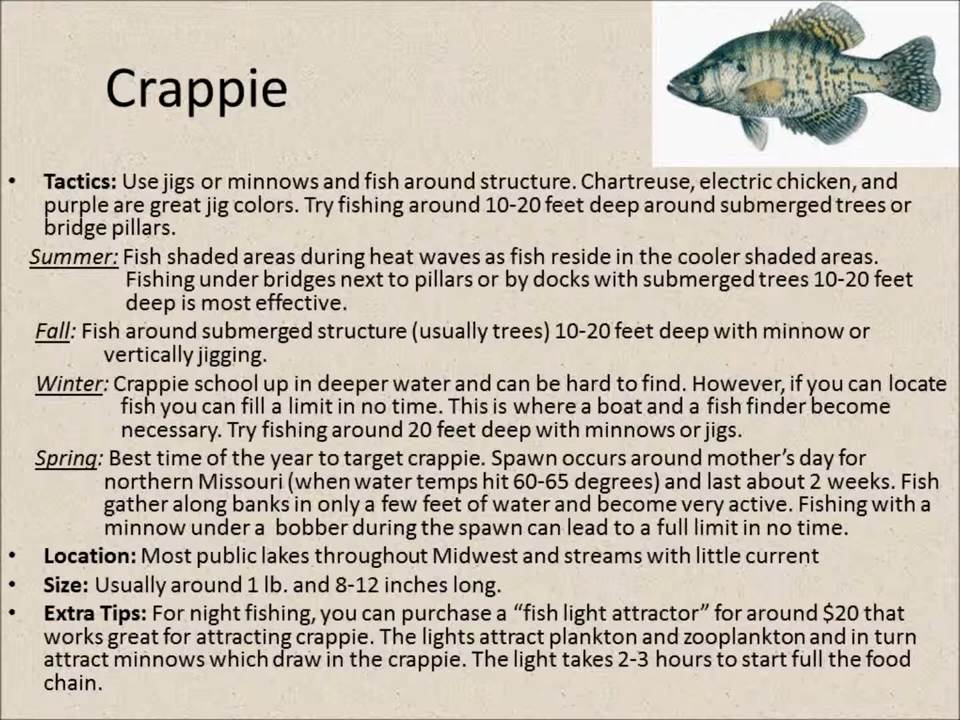 Crappie
• Tactics: Use jigs or minnows and fish around structure. Chartreuse, electric chicken, and
purple are great jig colors. Try fishing around 10-20 feet deep around submerged trees or
bridge pillars.
Summer: Fish shaded areas during heat waves as fish reside in the cooler shaded areas.
Fishing under bridges next to pillars or by docks with submerged trees 10-20 feet
deep is most effective.
Fall: Fish around submerged structure (usually trees) 10-20 feet deep with minnow or
vertically jigging.
Winter: Crappie school up in deeper water and can be hard to find. However, if you can locate
fish you can fill a limit in no time. This is where a boat and a fish finder become
necessary. Try fishing around 20 feet deep with minnows or jigs.
Spring: Best time of the year to target crappie. Spawn occurs around mother’s day for
northern Missouri (when water temps hit 60-65 degrees) and last about 2 weeks. Fish
gather along banks in only a few feet of water and become very active. Fishing with a
minnow under a bobber during the spawn can lead to a full limit in no time.
• Location: Most public lakes throughout Midwest and streams with little current
• Size: Usually around 1 lb. and 8-12 inches long.
• Extra Tips: For night fishing, you can purchase a “fish light attractor” for around $20 that
works great for attracting crappie. The lights attract plankton and zooplankton and in turn
attract minnows which draw in the crappie. The light takes 2-3 hours to start full the food
chain.